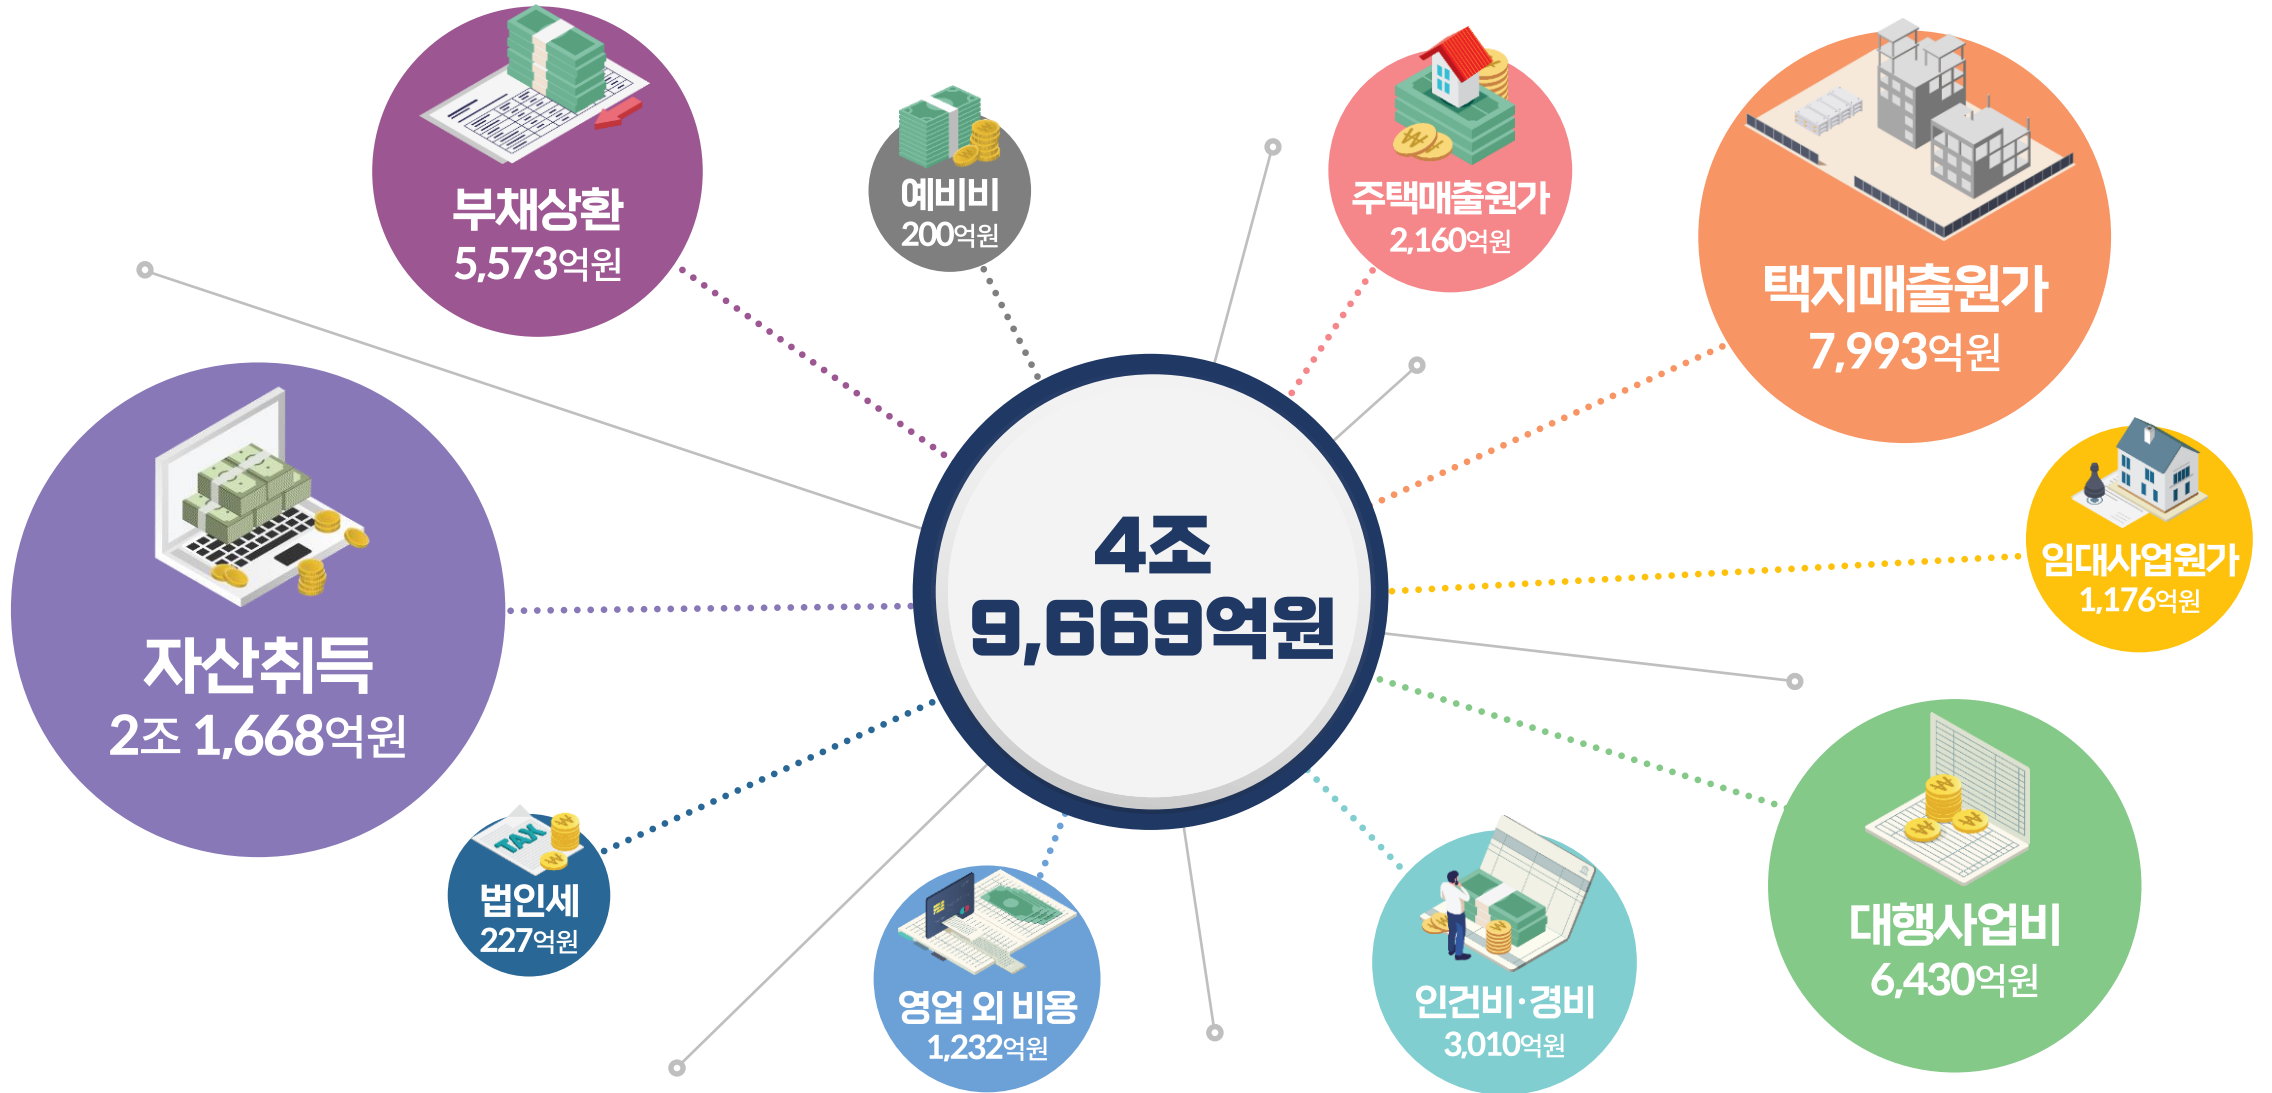 부채상환
5,573억원
예비비
200억원
주택매출원가
2,160억원
택지매출원가
7,993억원
자산취득
2조 1,668억원
4조
9,669억원
임대사업원가
1,176억원
TAX
법인세
227억원
영업 외 비용
1,232억원
인건비·경비
3,010억원
대행사업비
6,430억원